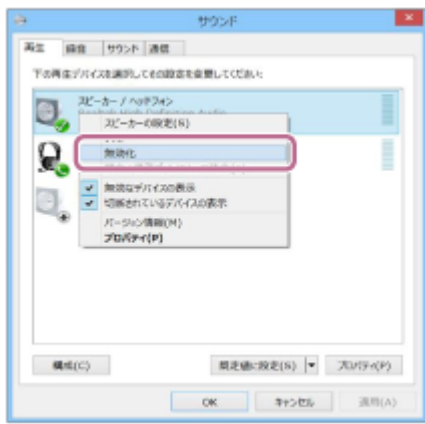 サウンド
再生 録音 サウンド 通信
下の再生デバイスを選択してその設定を変更してください:
スピーカー / ヘッドフォン
Realtek High Definition Audio
スピーカーの設定(S)
無効化
無効なデバイスの表示
切断されているデバイスの表示
バージョン情報(M)
プロパティ(P)
構成(C) 既定値に設定(S) プロパティ(P)
OK キャンセル 適用(A)